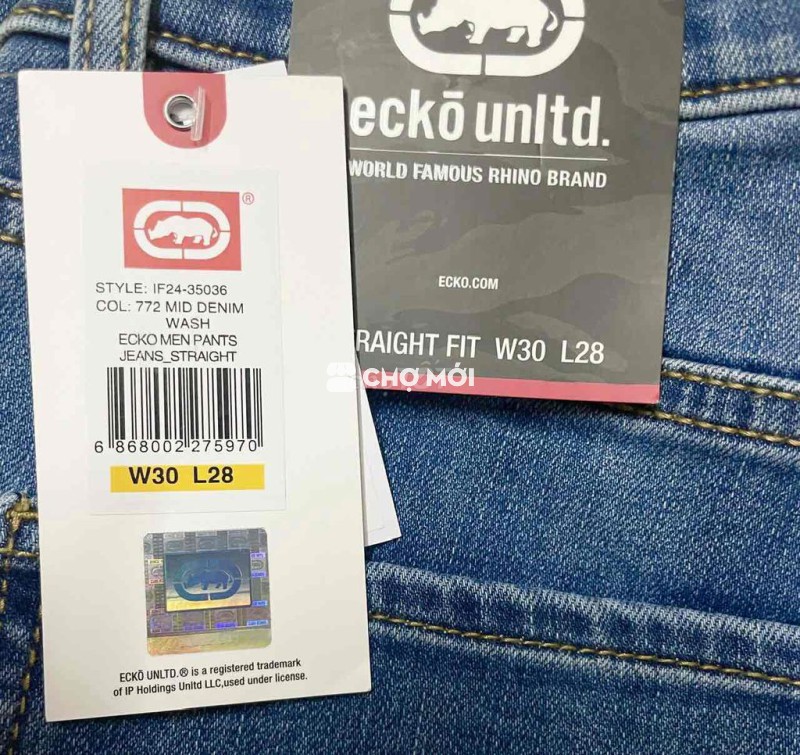 eckō unltd.
WORLD FAMOUS RHINO BRAND
ECKO.COM
RAIGHT FIT W30 L28
CHỢ MỚI
®
STYLE: IF24-35036
COL: 772 MID DENIM
WASH
ECKO MEN PANTS
JEANS_STRAIGHT
6 868002 275970
W30 L28
ECKŌ UNLTD.® is a registered trademark
of IP Holdings Unltd LLC,used under license.